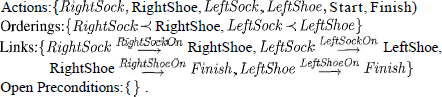 Actions:{RightSock, RightShoe, LeftSock, LeftShoe, Start, Finish}
Orderings:{RightSock ≺ RightShoe, LeftSock ≺ LeftShoe}
Links:{RightSock —RightSockOn→ RightShoe, LeftSock —LeftSockOn→ LeftShoe,
RightShoe —RightShoeOn→ Finish, LeftShoe —LeftShoeOn→ Finish}
Open Preconditions:{ } .